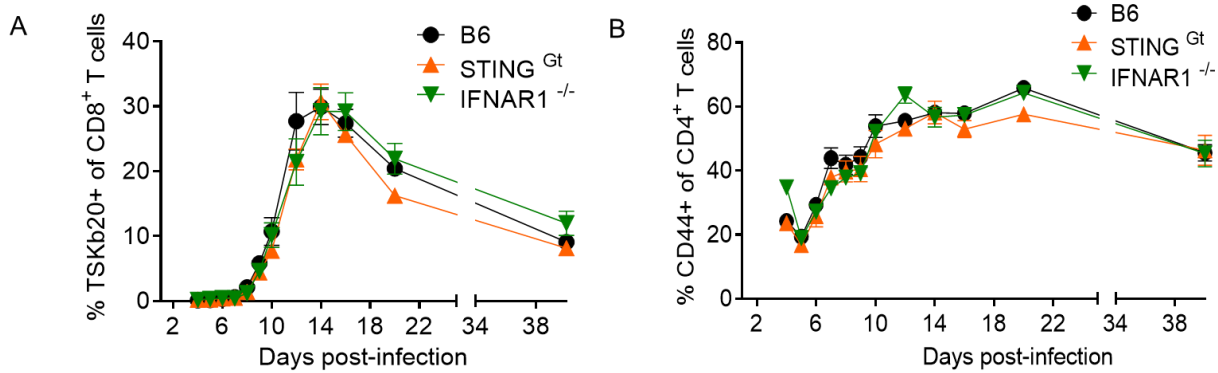 A
% TSKb20+ of CD8⁺ T cells
40
30
20
10
0
2 6 10 14 18 22 34 38
Days post-infection
B6
STING ᴳᵗ
IFNAR1 ⁻/⁻
B
% CD44+ of CD4⁺ T cells
80
60
40
20
0
2 6 10 14 18 22 34 38
Days post-infection
B6
STING ᴳᵗ
IFNAR1 ⁻/⁻